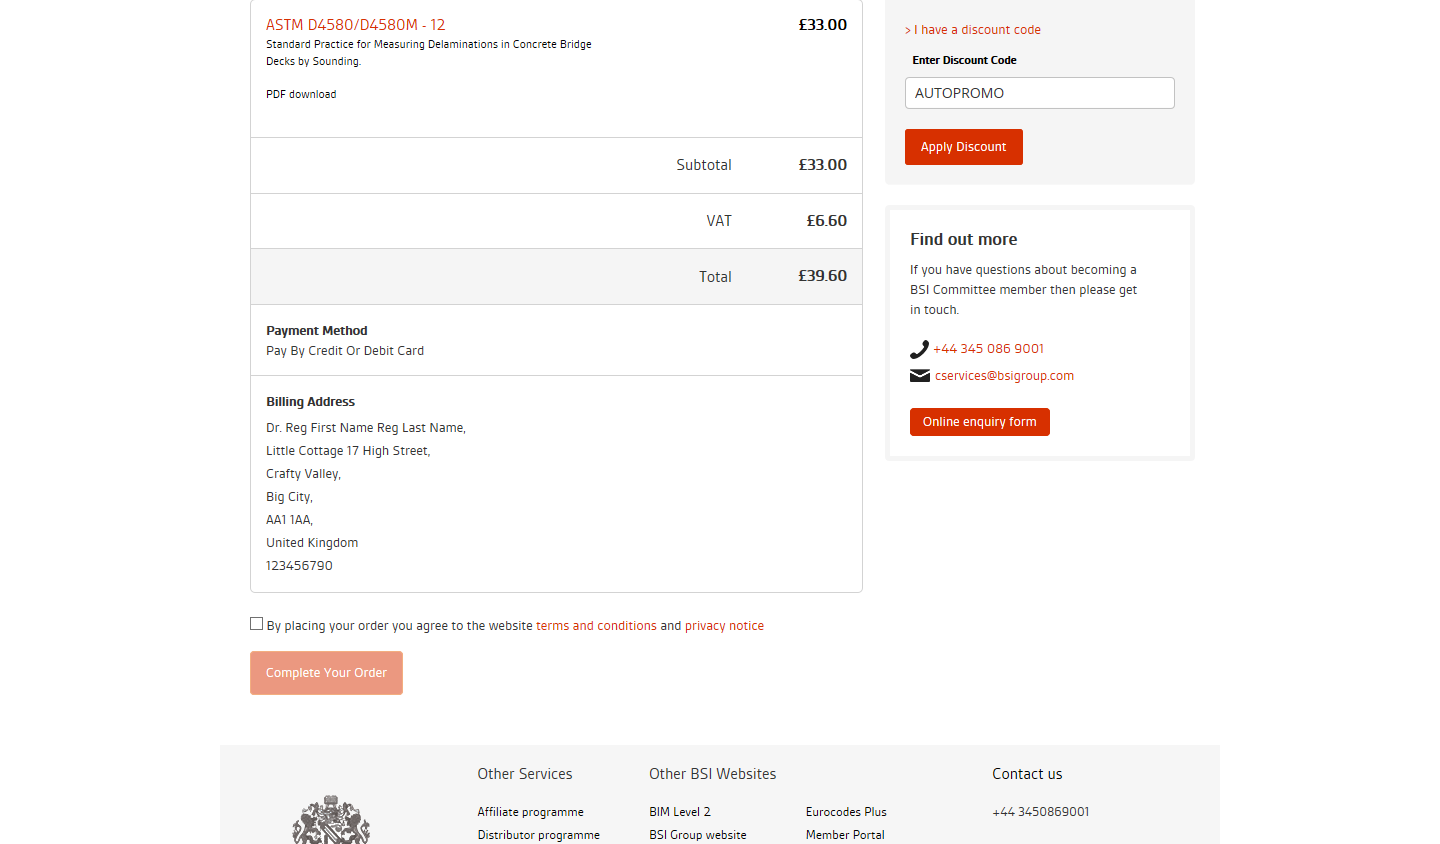 ASTM D4580/D4580M - 12
£33.00
Standard Practice for Measuring Delaminations in Concrete Bridge
Decks by Sounding.
PDF download
Subtotal £33.00
VAT £6.60
Total £39.60
Payment Method
Pay By Credit Or Debit Card
Billing Address
Dr. Reg First Name Reg Last Name,
Little Cottage 17 High Street,
Crafty Valley,
Big City,
AA1 1AA,
United Kingdom
123456790
By placing your order you agree to the website terms and conditions and privacy notice
Complete Your Order
> I have a discount code
Enter Discount Code
AUTOPROMO
Apply Discount
Find out more
If you have questions about becoming a
BSI Committee member then please get
in touch.
+44 345 086 9001
cservices@bsigroup.com
Online enquiry form
Other Services
Affiliate programme
Distributor programme
Other BSI Websites
BIM Level 2
BSI Group website
Eurocodes Plus
Member Portal
Contact us
+44 3450869001